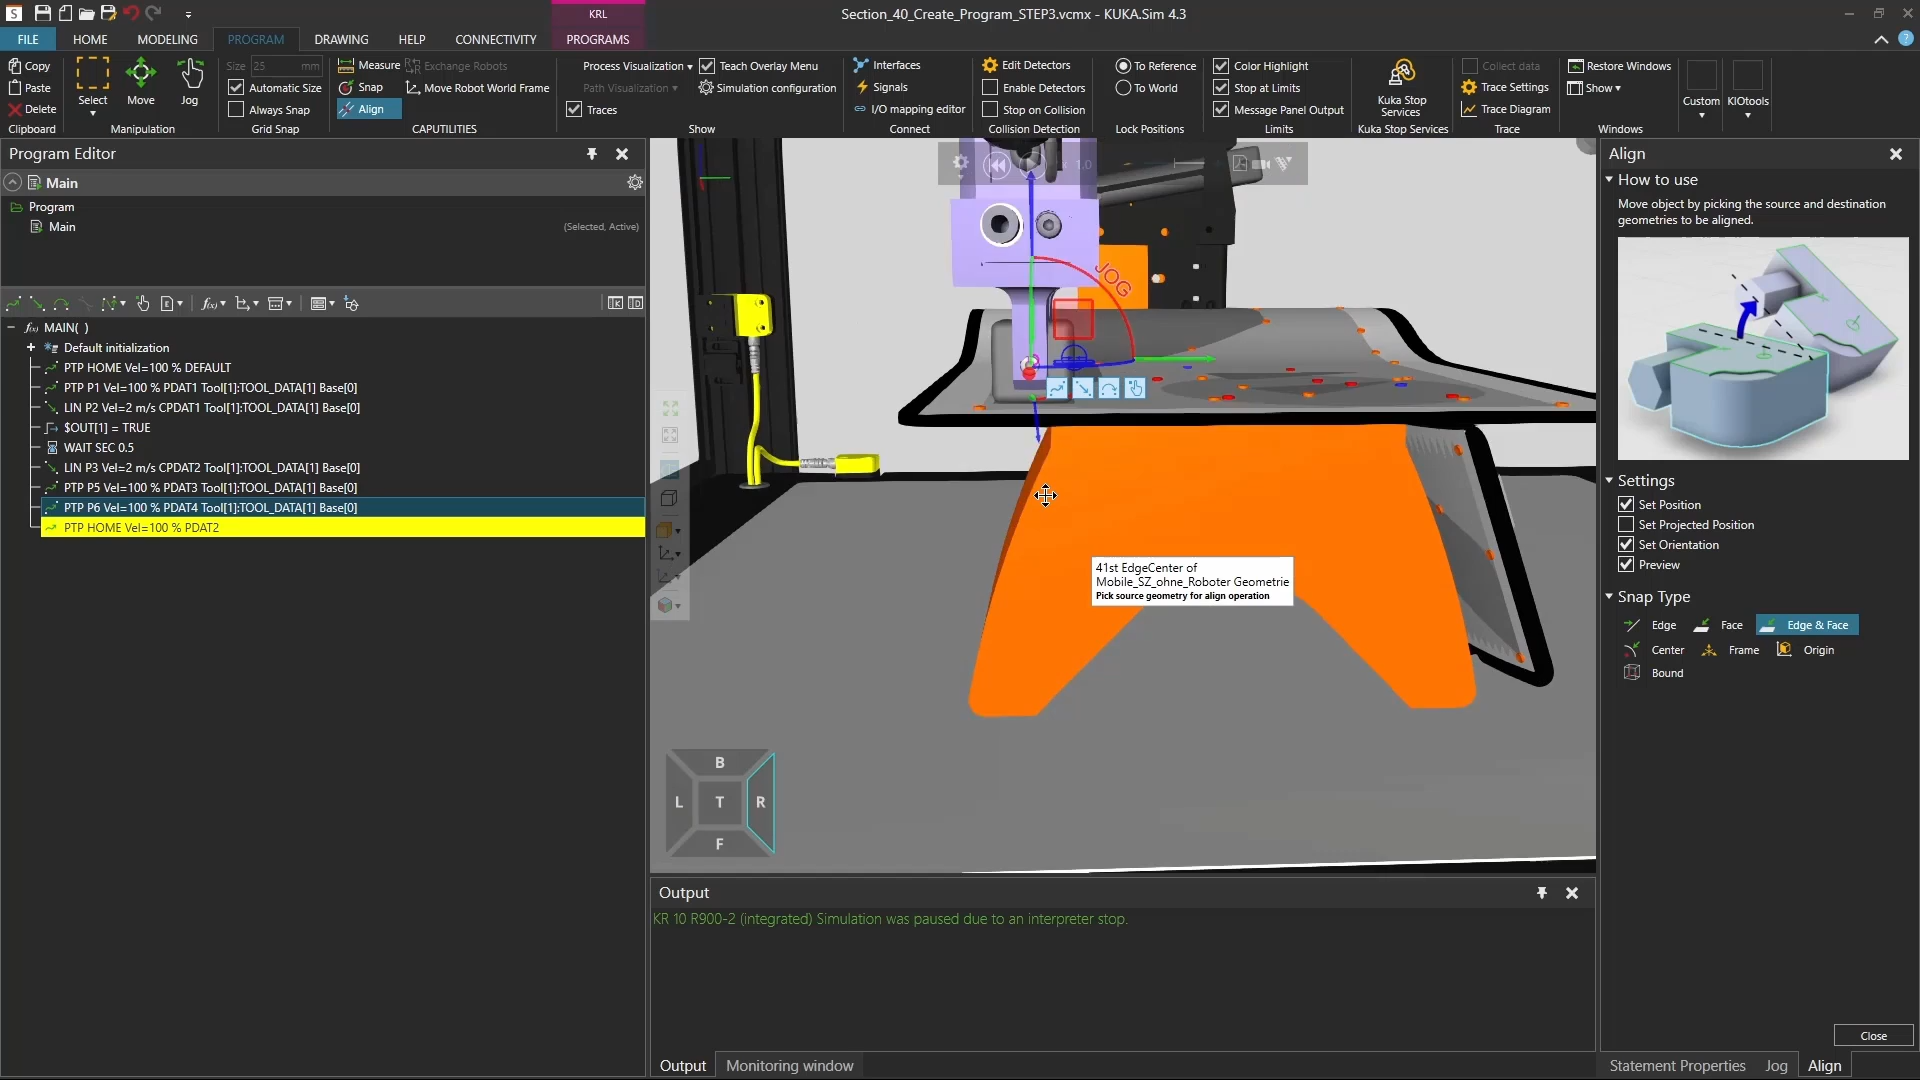 Section_40_Create_Program_STEP3.vcmx - KUKA.Sim 4.3
KRL
FILE HOME MODELING PROGRAM DRAWING HELP CONNECTIVITY PROGRAMS
Copy
Paste
Delete
Clipboard
Select
Move
Jog
Manipulation
Size 25 mm
Automatic Size
Always Snap
Grid Snap
Measure
Snap
Align
Exchange Robots
Move Robot World Frame
CAPUTILITIES
Process Visualization
Path Visualization
Traces
Teach Overlay Menu
Simulation configuration
Show
Interfaces
Signals
I/O mapping editor
Connect
Edit Detectors
Enable Detectors
Stop on Collision
Collision Detection
To Reference
To World
Lock Positions
Color Highlight
Stop at Limits
Message Panel Output
Limits
Kuka Stop
Services
Kuka Stop Services
Collect data
Trace Settings
Trace Diagram
Trace
Restore Windows
Show
Windows
Custom
KIOtools
Program Editor
Main
Program
Main (Selected, Active)
MAIN( )
Default initialization
PTP HOME Vel=100 % DEFAULT
PTP P1 Vel=100 % PDAT1 Tool[1]:TOOL_DATA[1] Base[0]
LIN P2 Vel=2 m/s CPDAT1 Tool[1]:TOOL_DATA[1] Base[0]
$OUT[1] = TRUE
WAIT SEC 0.5
LIN P3 Vel=2 m/s CPDAT2 Tool[1]:TOOL_DATA[1] Base[0]
PTP P5 Vel=100 % PDAT3 Tool[1]:TOOL_DATA[1] Base[0]
PTP P6 Vel=100 % PDAT4 Tool[1]:TOOL_DATA[1] Base[0]
PTP HOME Vel=100 % PDAT2
x 1.0
JOG
41st EdgeCenter of
Mobile_SZ_ohne_Roboter Geometrie
Pick source geometry for align operation
B
L T R
F
Output
KR 10 R900-2 (integrated) Simulation was paused due to an interpreter stop.
Output Monitoring window
Align
How to use
Move object by picking the source and destination
geometries to be aligned.
Settings
Set Position
Set Projected Position
Set Orientation
Preview
Snap Type
Edge Face Edge & Face
Center Frame Origin
Bound
Close
Statement Properties Jog Align